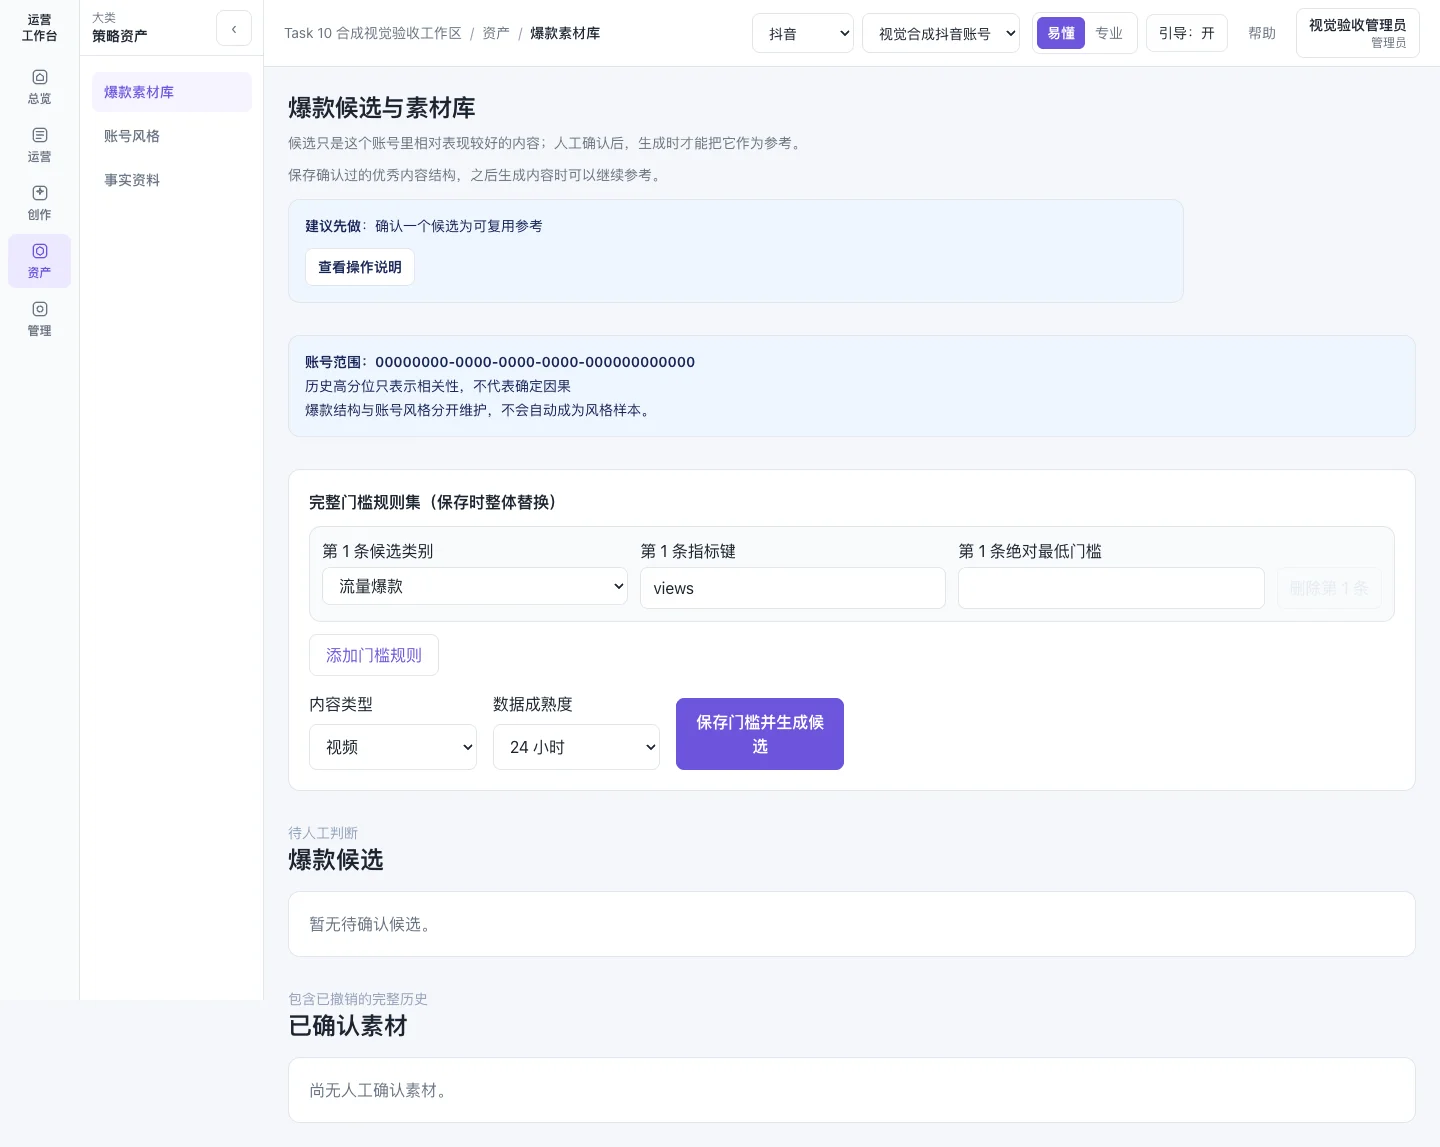 运营
工作台
总览
运营
创作
资产
管理
大类
策略资产
‹
爆款素材库
账号风格
事实资料
Task 10 合成视觉验收工作区 / 资产 / 爆款素材库
抖音
视觉合成抖音账号
易懂
专业
引导：开
帮助
视觉验收管理员
管理员
爆款候选与素材库
候选只是这个账号里相对表现较好的内容；人工确认后，生成时才能把它作为参考。
保存确认过的优秀内容结构，之后生成内容时可以继续参考。
建议先做：确认一个候选为可复用参考
查看操作说明
账号范围：00000000-0000-0000-0000-000000000000
历史高分位只表示相关性，不代表确定因果
爆款结构与账号风格分开维护，不会自动成为风格样本。
完整门槛规则集（保存时整体替换）
第 1 条候选类别
第 1 条指标键
第 1 条绝对最低门槛
流量爆款
views
删除第 1 条
添加门槛规则
内容类型
数据成熟度
视频
24 小时
保存门槛并生成候
选
待人工判断
爆款候选
暂无待确认候选。
包含已撤销的完整历史
已确认素材
尚无人工确认素材。